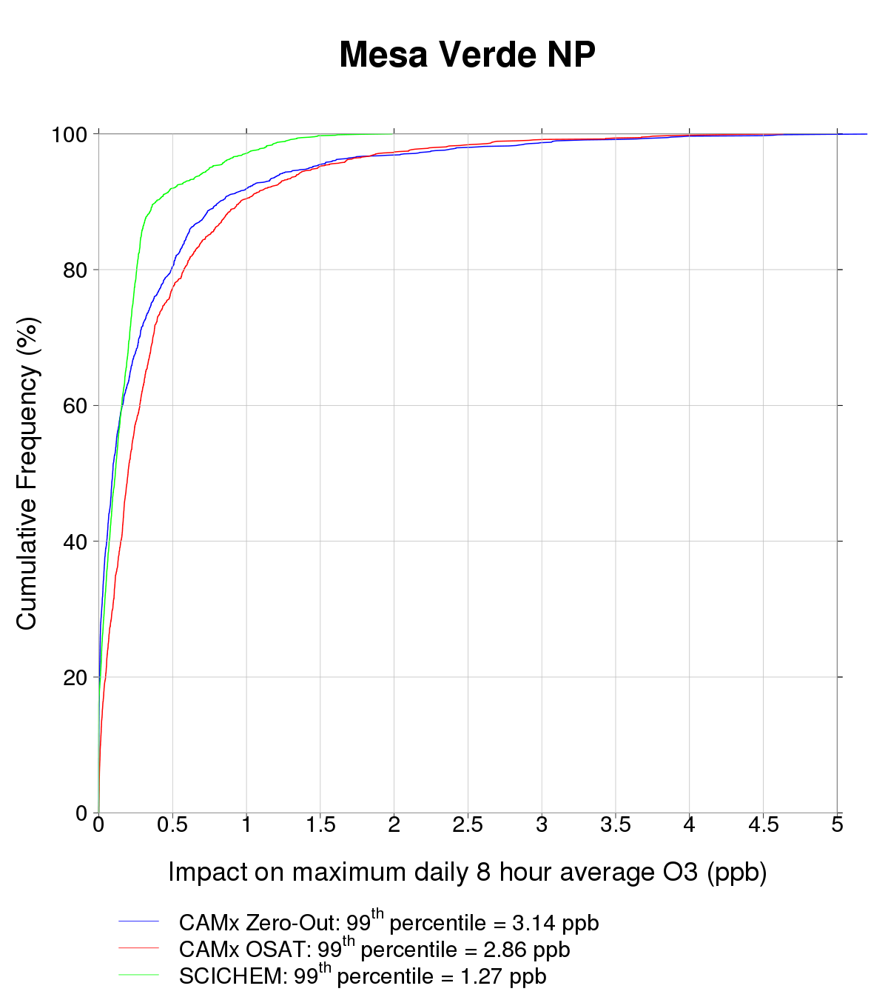 Mesa Verde NP
100
80
60
40
20
0
Cumulative Frequency (%)
0 0.5 1 1.5 2 2.5 3 3.5 4 4.5 5
Impact on maximum daily 8 hour average O3 (ppb)
CAMx Zero-Out: 99th percentile = 3.14 ppb
CAMx OSAT: 99th percentile = 2.86 ppb
SCICHEM: 99th percentile = 1.27 ppb